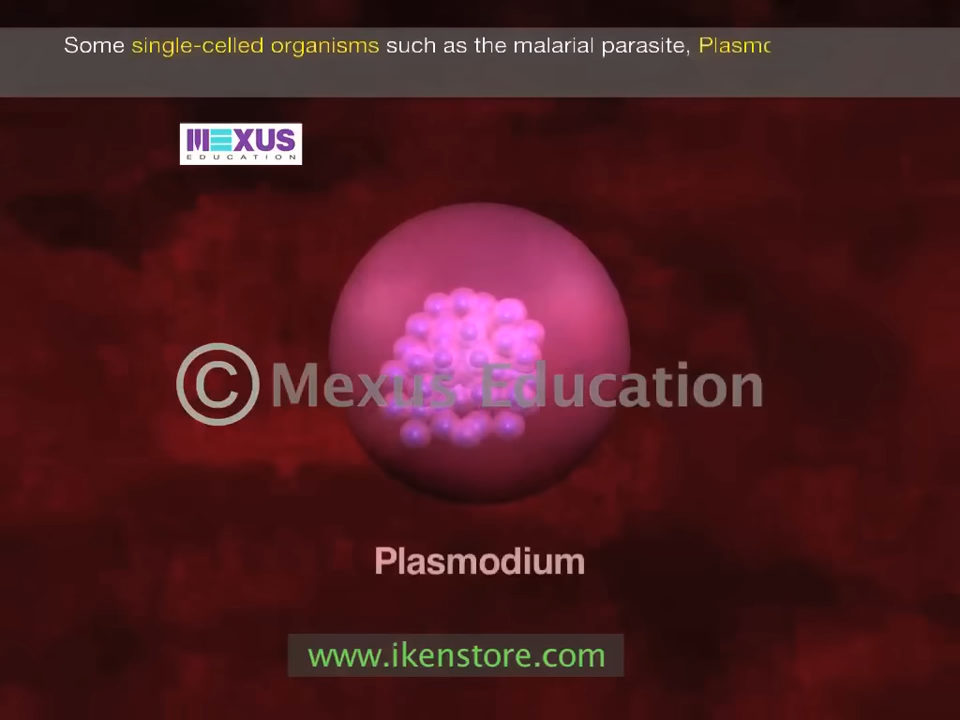 Some single-celled organisms such as the malarial parasite, Plasmo
MEXUS
EDUCATION
© Mexus Education
Plasmodium
www.ikenstore.com